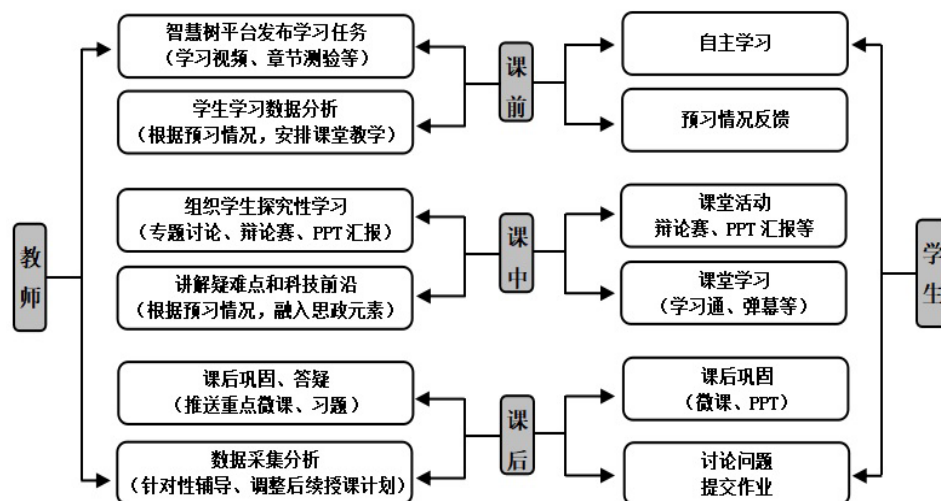 智慧树平台发布学习任务
（学习视频、章节测验等）
课前
自主学习
学生学习数据分析
（根据预习情况，安排课堂教学）
预习情况反馈
教师
组织学生探究性学习
（专题讨论、辩论赛、PPT汇报）
课中
课堂活动
辩论赛、PPT汇报等
学生
讲解疑难点和科技前沿
（根据预习情况，融入思政元素）
课堂学习
（学习通、弹幕等）
课后巩固、答疑
（推送重点微课、习题）
课后
课后巩固
（微课、PPT）
数据采集分析
（针对性辅导、调整后续授课计划）
讨论问题
提交作业